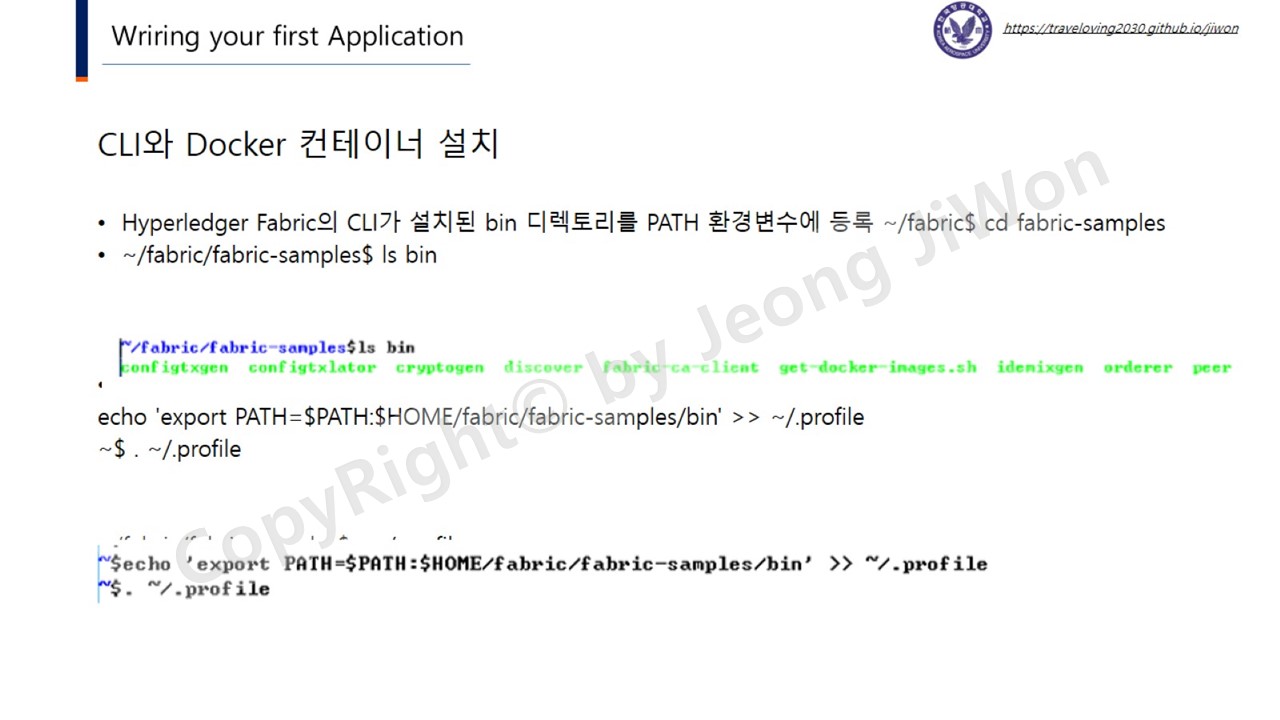 Wriring your first Application
https://traveloving2030.github.io/jiwon
CLI와 Docker 컨테이너 설치
• Hyperledger Fabric의 CLI가 설치된 bin 디렉토리를 PATH 환경변수에 등록 ~/fabric$ cd fabric-samples
• ~/fabric/fabric-samples$ ls bin
~/fabric/fabric-samples$ls bin
configtxgen configtxlator cryptogen discover fabric-ca-client get-docker-images.sh idemixgen orderer peer
•
echo 'export PATH=$PATH:$HOME/fabric/fabric-samples/bin' >> ~/.profile
~$ . ~/.profile
~$echo 'export PATH=$PATH:$HOME/fabric/fabric-samples/bin' >> ~/.profile
~$. ~/.profile
CopyRight© by Jeong JiWon